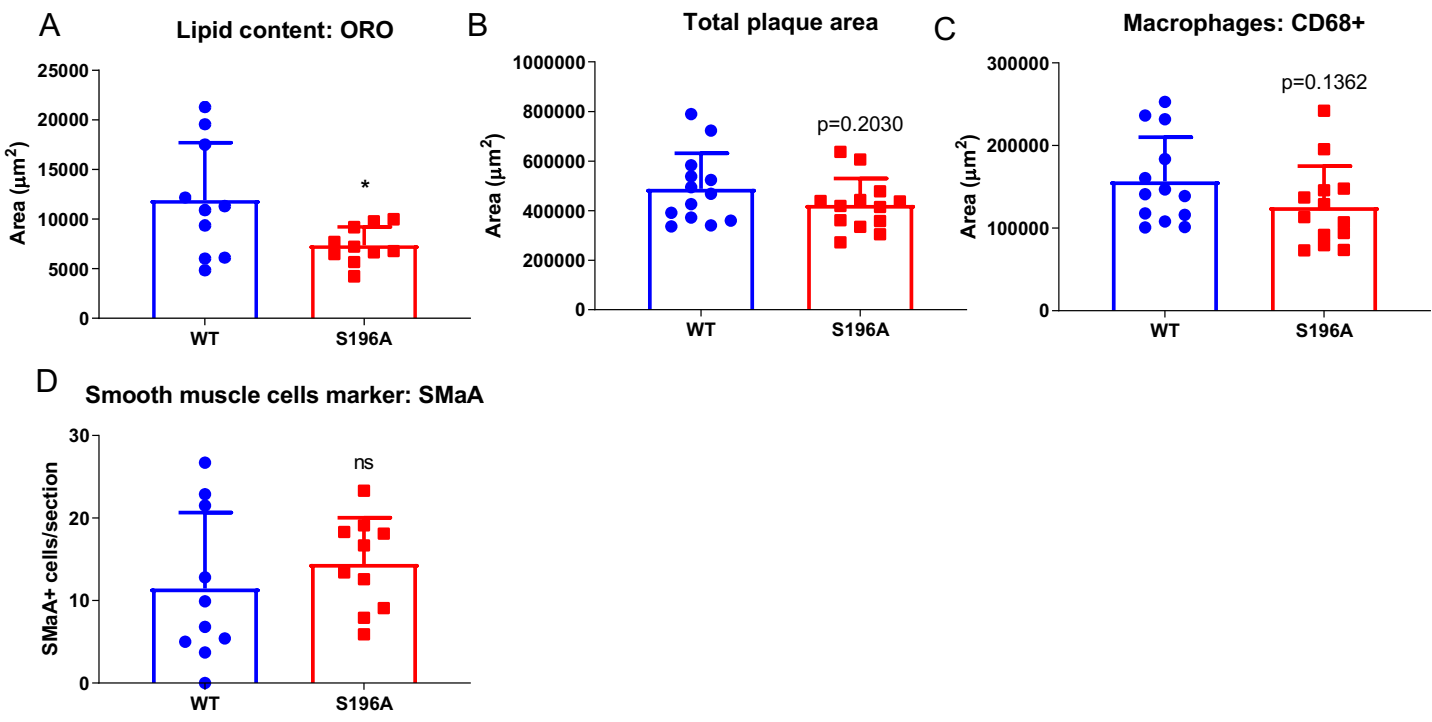 A
Lipid content: ORO
Area (μm²)
25000
20000
15000
10000
5000
0
*
WT
S196A
B
Total plaque area
Area (μm²)
1000000
800000
600000
400000
200000
0
p=0.2030
WT
S196A
C
Macrophages: CD68+
Area (μm²)
300000
200000
100000
0
p=0.1362
WT
S196A
D
Smooth muscle cells marker: SMaA
SMaA+ cells/section
30
20
10
0
ns
WT
S196A